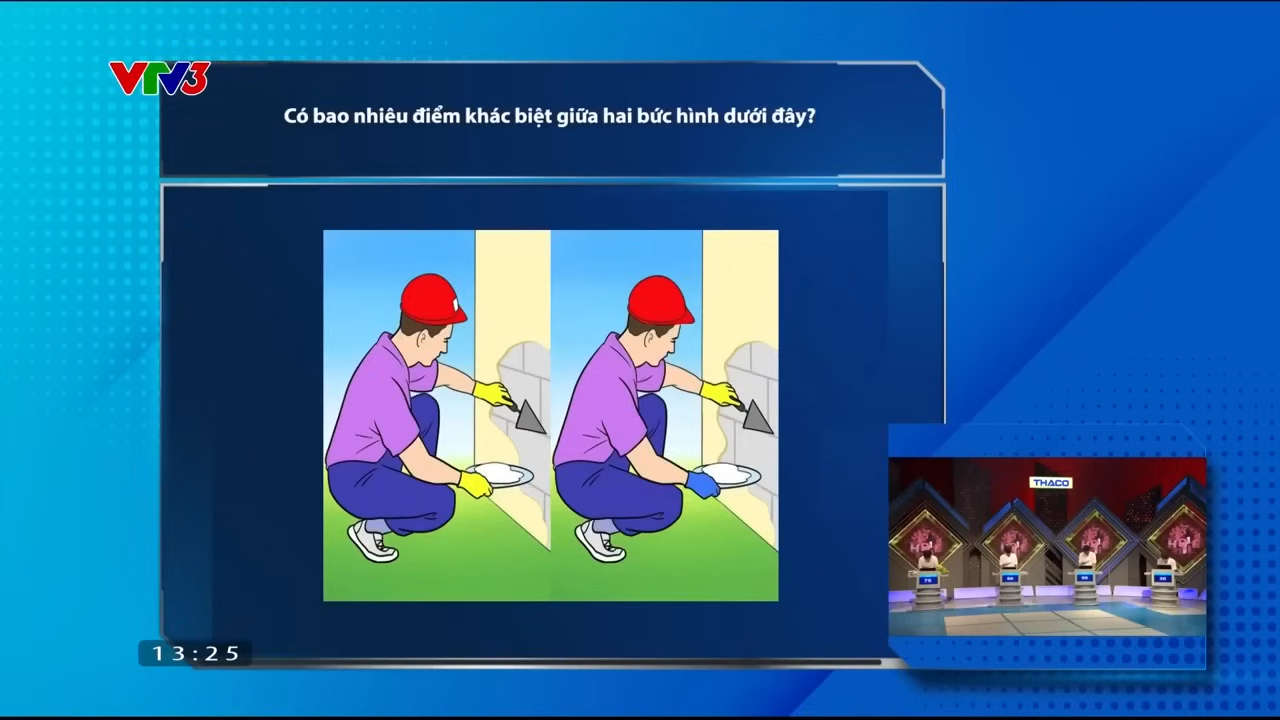 VTV3
Có bao nhiêu điểm khác biệt giữa hai bức hình dưới đây?
THACO
13:25